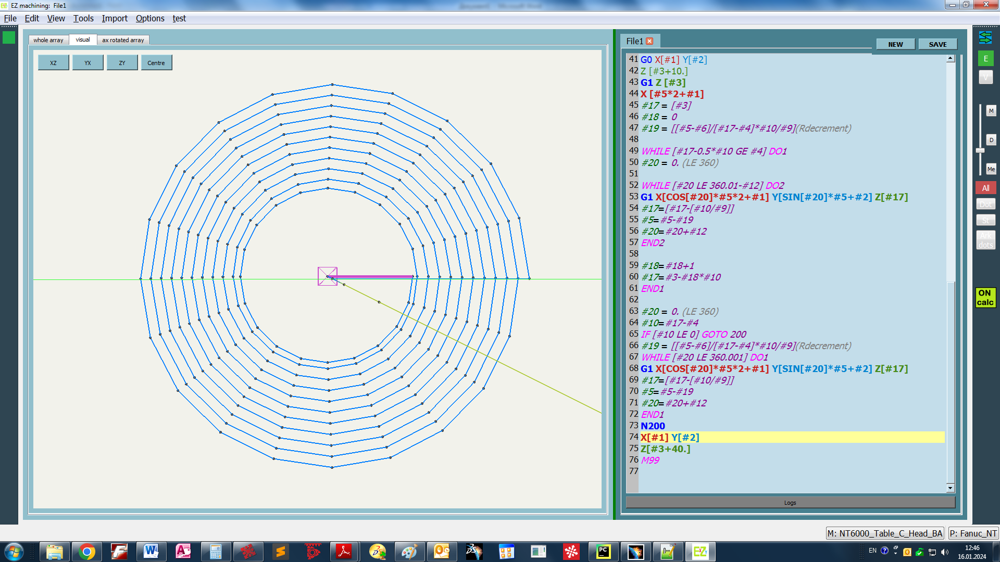 EZ machining: File1
File Edit View Tools Import Options test
whole array visual ax rotated array
XZ YX ZY Centre
File1
NEW SAVE
41 G0 X[#1] Y[#2]
42 Z [#3+10.]
43 G1 Z [#3]
44 X [#5*2+#1]
45 #17 = [#3]
46 #18 = 0
47 #19 = [[#5-#6]/[#17-#4]*#10/#9](Rdecrement)
48
49 WHILE [#17-0.5*#10 GE #4] DO1
50 #20 = 0. (LE 360)
51
52 WHILE [#20 LE 360.01-#12] DO2
53 G1 X[COS[#20]*#5*2+#1] Y[SIN[#20]*#5+#2] Z[#17]
54 #17=[#17-[#10/#9]]
55 #5=#5-#19
56 #20=#20+#12
57 END2
58
59 #18=#18+1
60 #17=#3-#18*#10
61 END1
62
63 #20 = 0. (LE 360)
64 #10=#17-#4
65 IF [#10 LE 0] GOTO 200
66 #19 = [[#5-#6]/[#17-#4]*#10/#9](Rdecrement)
67 WHILE [#20 LE 360.001] DO1
68 G1 X[COS[#20]*#5*2+#1] Y[SIN[#20]*#5+#2] Z[#17]
69 #17=[#17-[#10/#9]]
70 #5=#5-#19
71 #20=#20+#12
72 END1
73 N200
74 X[#1] Y[#2]
75 Z[#3+40.]
76 M99
77
Logs
E
V
M
D
Me
All
Dot
St
Ark
dots
ON
calc
M: NT6000_Table_C_Head_BA P: Fanuc_NT
EN
12:46
16.01.2024